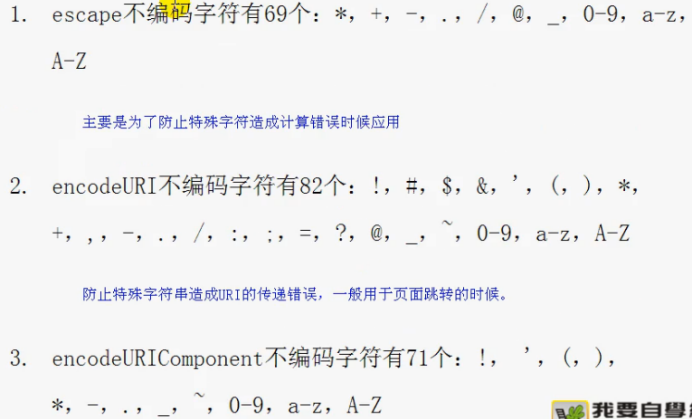 1. escape不编码字符有69个：*，+，-，.，/，@，_，0-9，a-z，
A-Z
主要是为了防止特殊字符造成计算错误时候应用
2. encodeURI不编码字符有82个：!，#，$，&，'，(，)，*，
+，,，-，.，/，:，;，=，?，@，_，~，0-9，a-z，A-Z
防止特殊字符串造成URI的传递错误，一般用于页面跳转的时候。
3. encodeURIComponent不编码字符有71个：!， '，(，)，
*，-，.，_，~，0-9，a-z，A-Z
我要自學